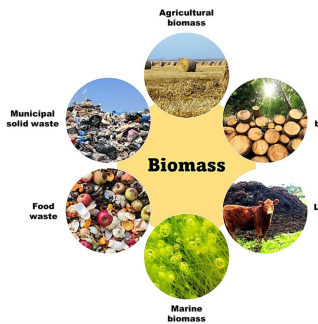 Agricultural
biomass
Municipal
solid waste
Biomass
Food
waste
Marine
biomass